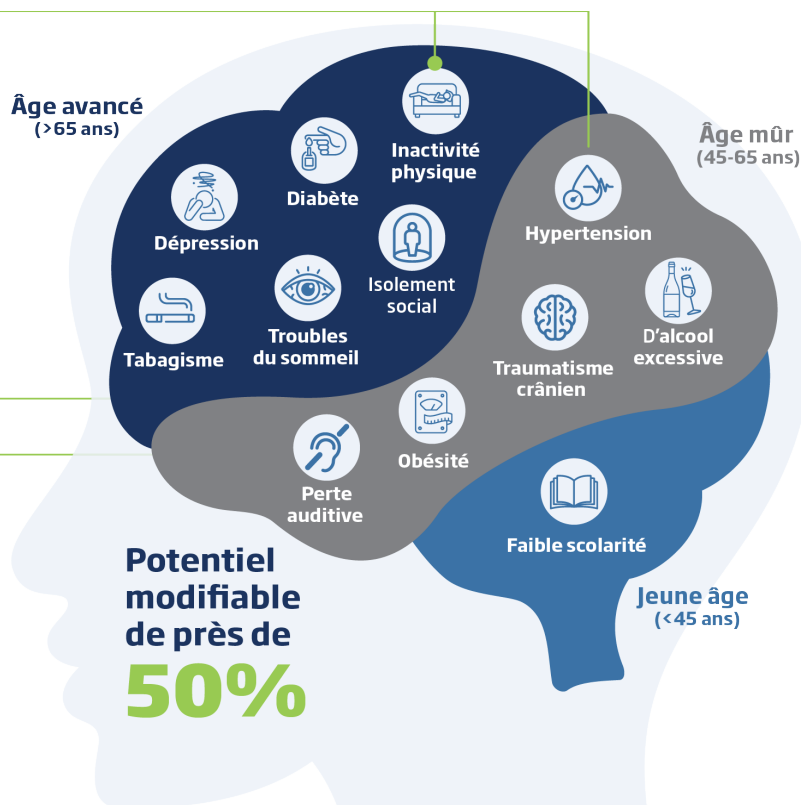 Âge avancé
(>65 ans)
Âge mûr
(45-65 ans)
Inactivité
physique
Diabète
Dépression
Hypertension
Isolement
social
Troubles
du sommeil
Tabagisme
D'alcool
excessive
Traumatisme
crânien
Obésité
Perte
auditive
Faible scolarité
Jeune âge
(<45 ans)
Potentiel
modifiable
de près de
50%